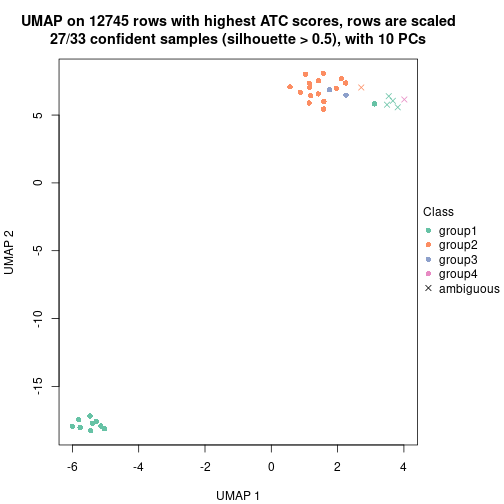 UMAP on 12745 rows with highest ATC scores, rows are scaled
27/33 confident samples (silhouette > 0.5), with 10 PCs
5
0
-5
-10
-15
UMAP 2
-6
-4
-2
0
2
4
UMAP 1
Class
group1
group2
group3
group4
ambiguous